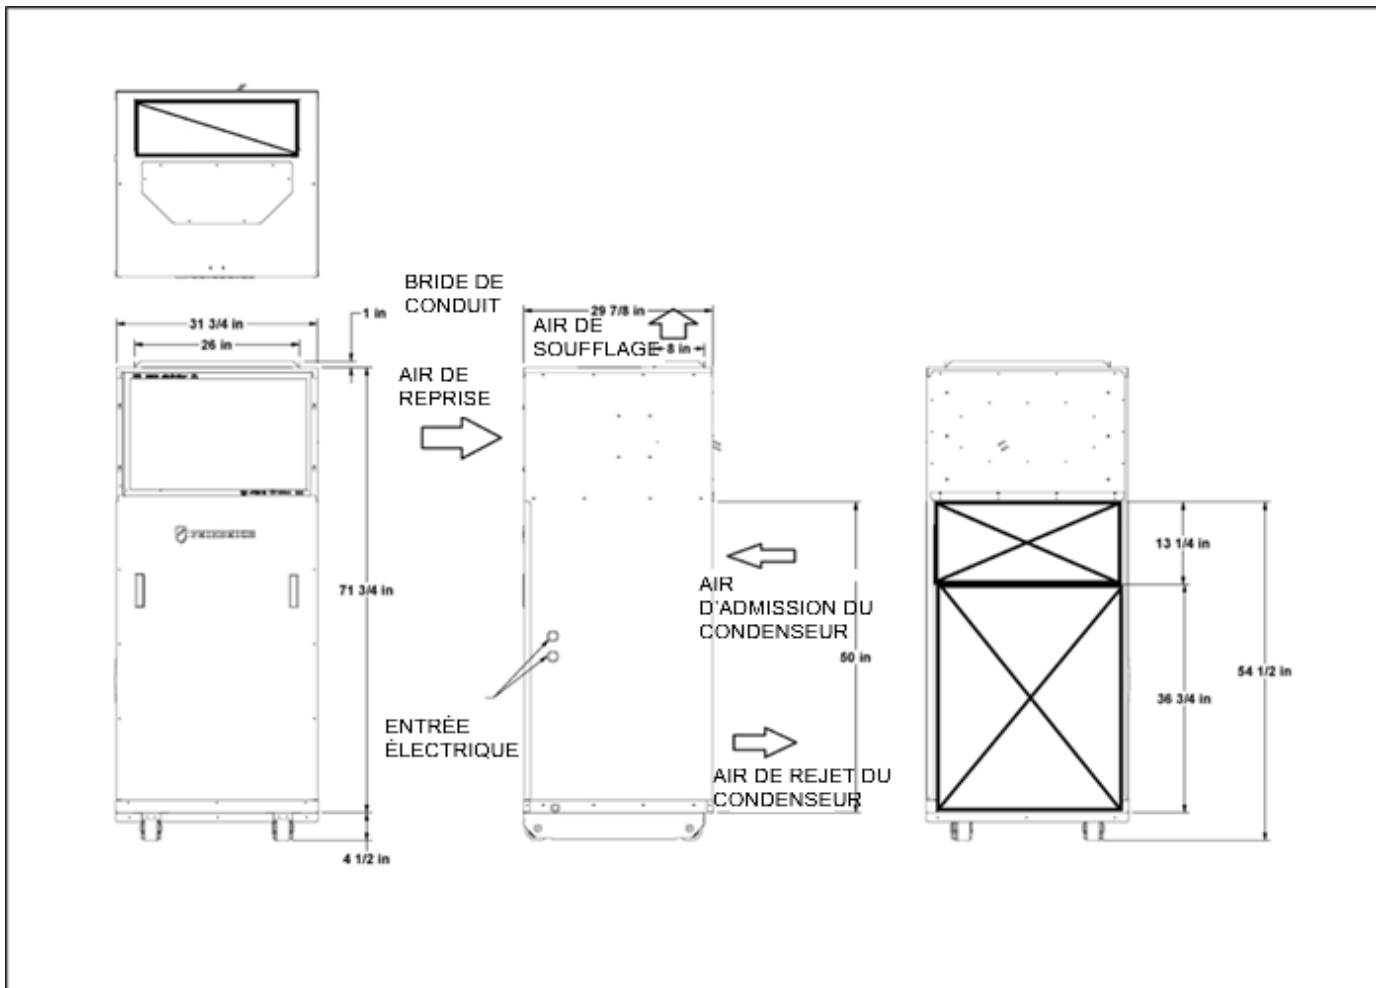 BRIDE DE
CONDUIT
1 in
31 3/4 in
26 in
29 7/8 in
AIR DE
SOUFFLAGE
8 in
AIR DE
REPRISE
71 3/4 in
13 1/4 in
AIR
D'ADMISSION DU
CONDENSEUR
50 in
54 1/2 in
36 3/4 in
ENTRÉE
ÉLECTRIQUE
AIR DE REJET DU
CONDENSEUR
4 1/2 in